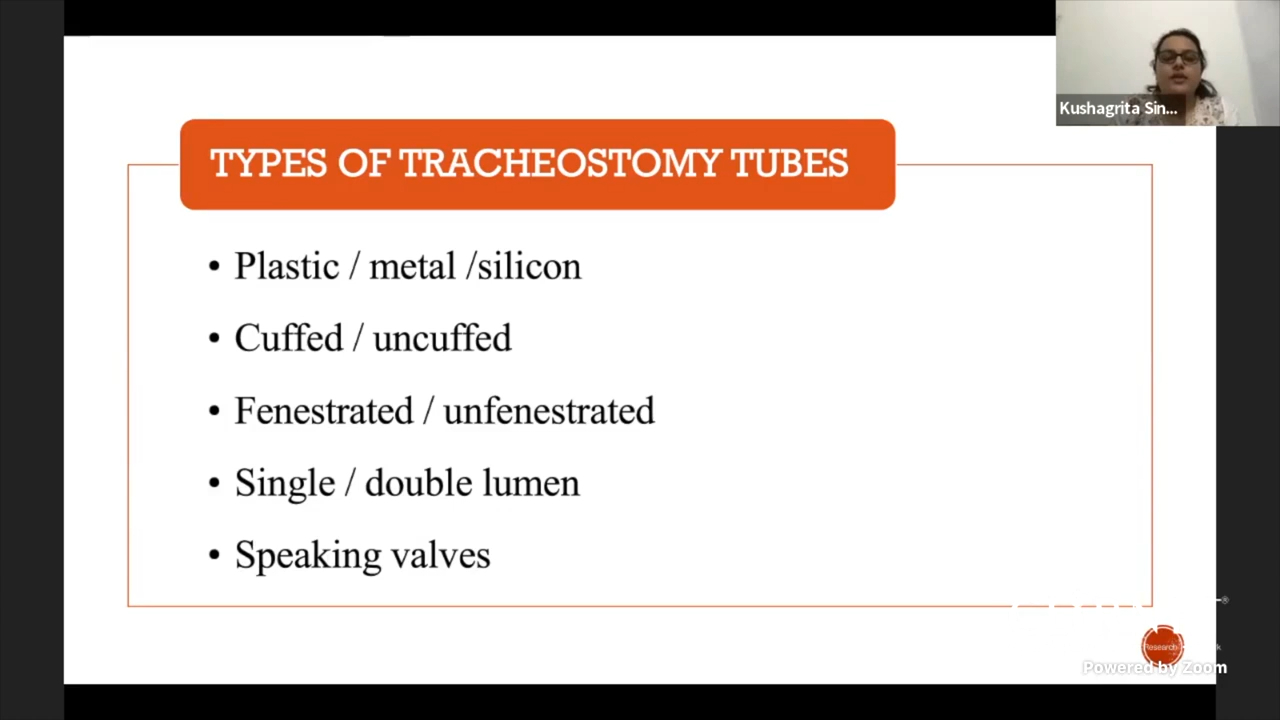 Kushagrita Sin...
TYPES OF TRACHEOSTOMY TUBES
• Plastic / metal /silicon
• Cuffed / uncuffed
• Fenestrated / unfenestrated
• Single / double lumen
• Speaking valves
Research
Powered by Zoom